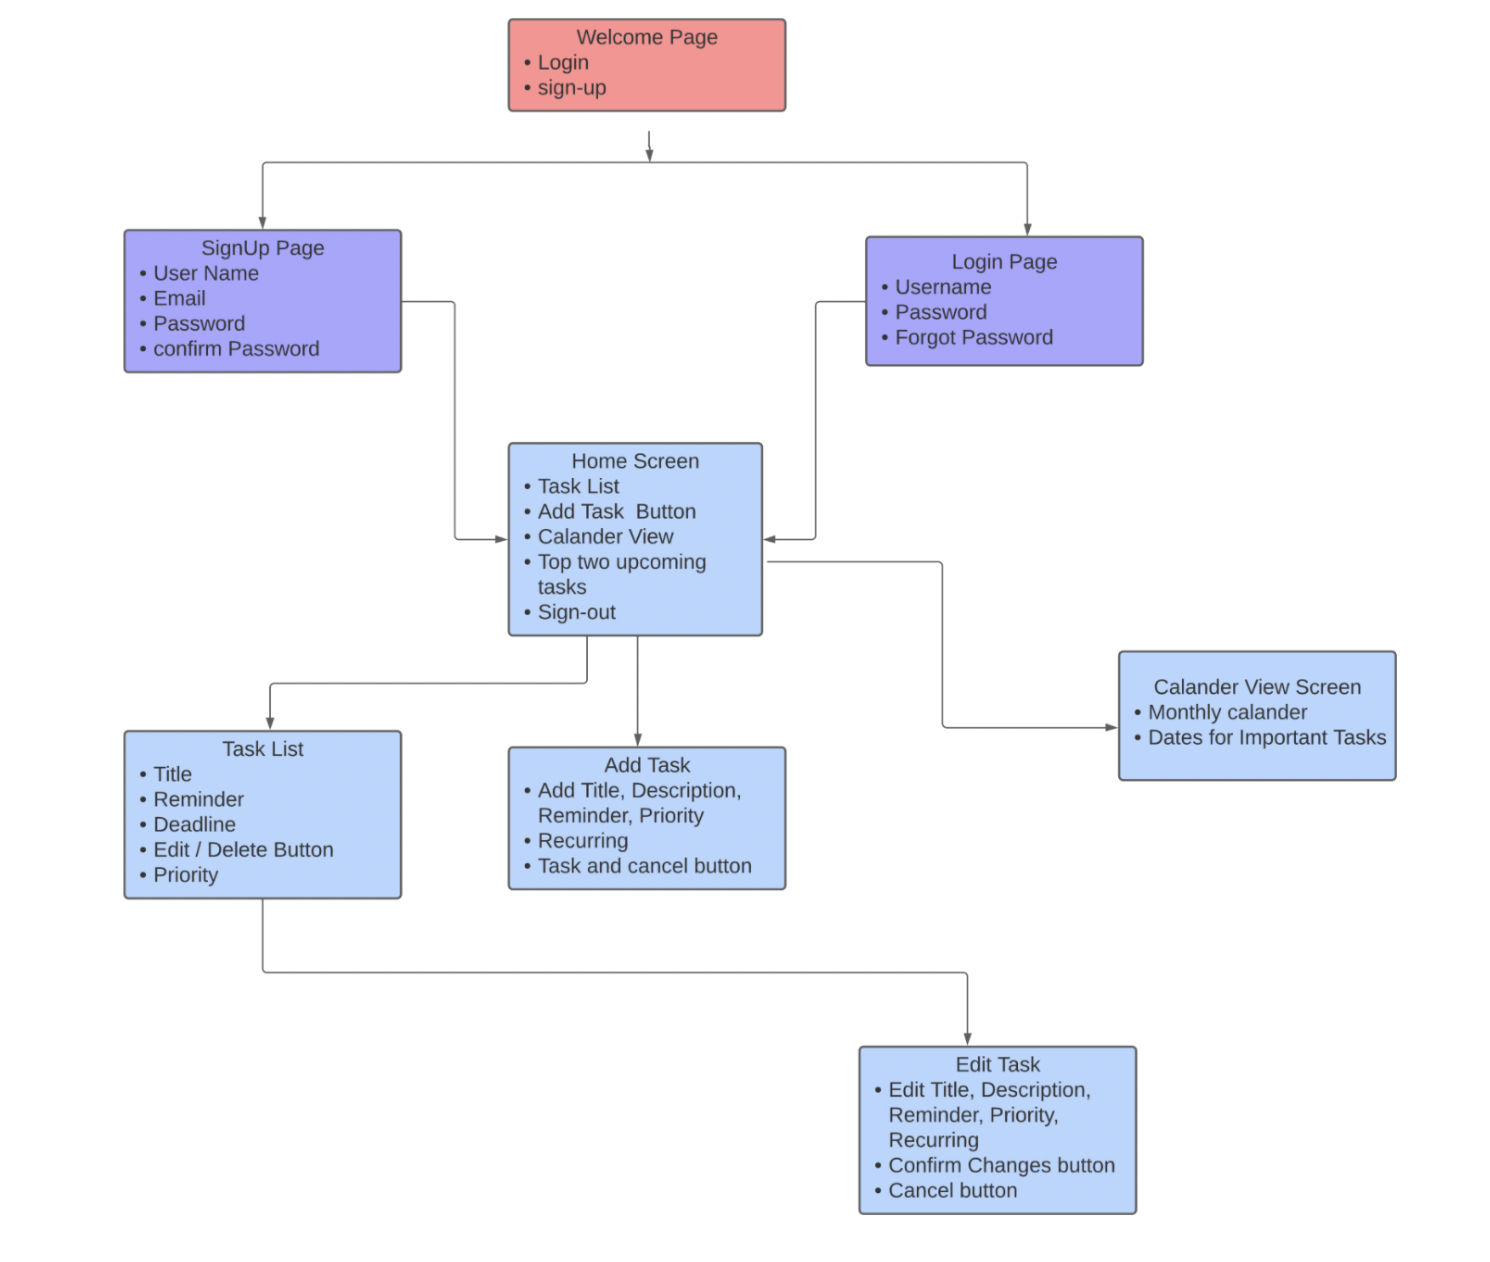 Welcome Page
• Login
• sign-up
SignUp Page
• User Name
• Email
• Password
• confirm Password
Login Page
• Username
• Password
• Forgot Password
Home Screen
• Task List
• Add Task  Button
• Calander View
• Top two upcoming
tasks
• Sign-out
Calander View Screen
• Monthly calander
• Dates for Important Tasks
Task List
• Title
• Reminder
• Deadline
• Edit / Delete Button
• Priority
Add Task
• Add Title, Description,
Reminder, Priority
• Recurring
• Task and cancel button
Edit Task
• Edit Title, Description,
Reminder, Priority,
Recurring
• Confirm Changes button
• Cancel button